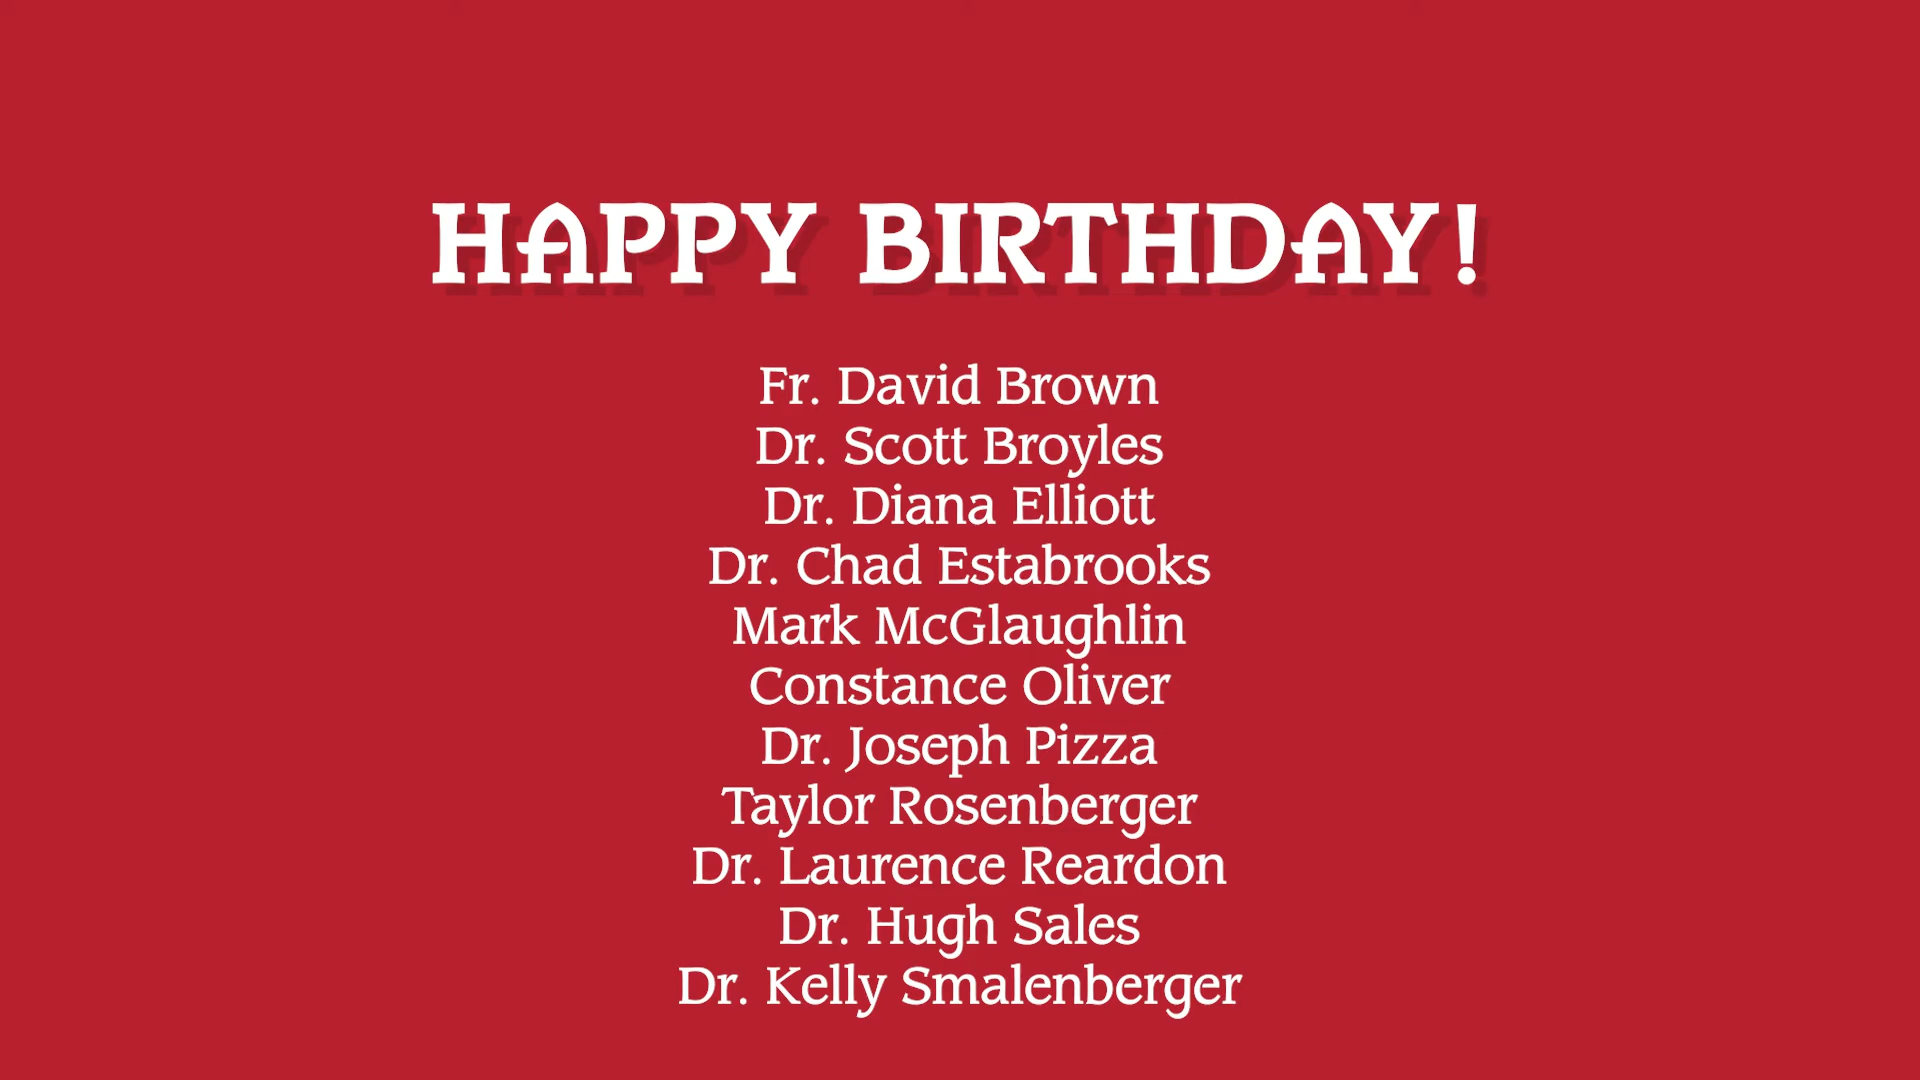 HAPPY BIRTHDAY!
Fr. David Brown
Dr. Scott Broyles
Dr. Diana Elliott
Dr. Chad Estabrooks
Mark McGlaughlin
Constance Oliver
Dr. Joseph Pizza
Taylor Rosenberger
Dr. Laurence Reardon
Dr. Hugh Sales
Dr. Kelly Smalenberger